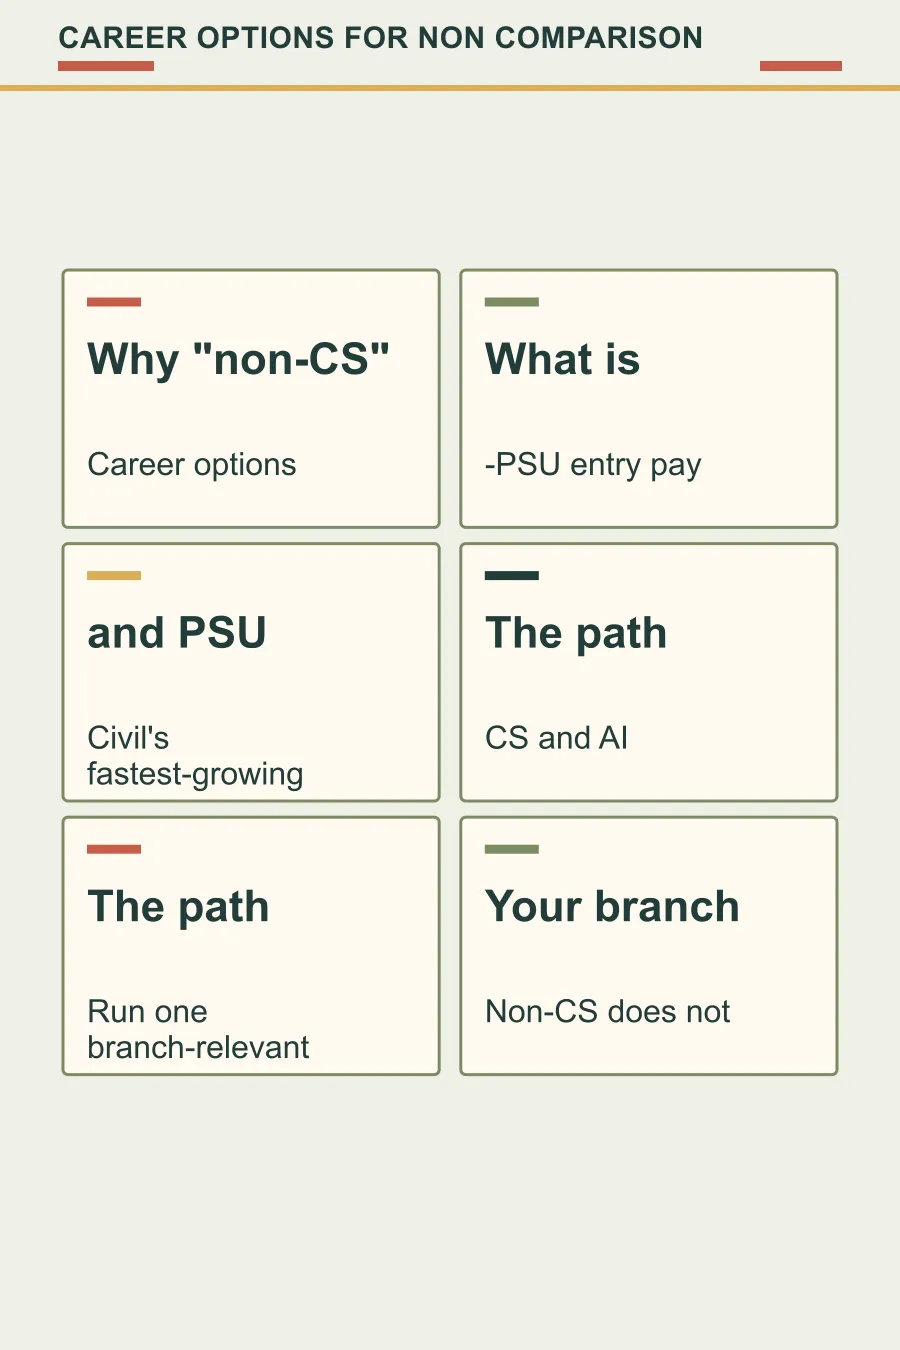 CAREER OPTIONS FOR NON COMPARISON
Why "non-CS"
Career options
What is
-PSU entry pay
and PSU
Civil's
fastest-growing
The path
CS and AI
The path
Run one
branch-relevant
Your branch
Non-CS does not